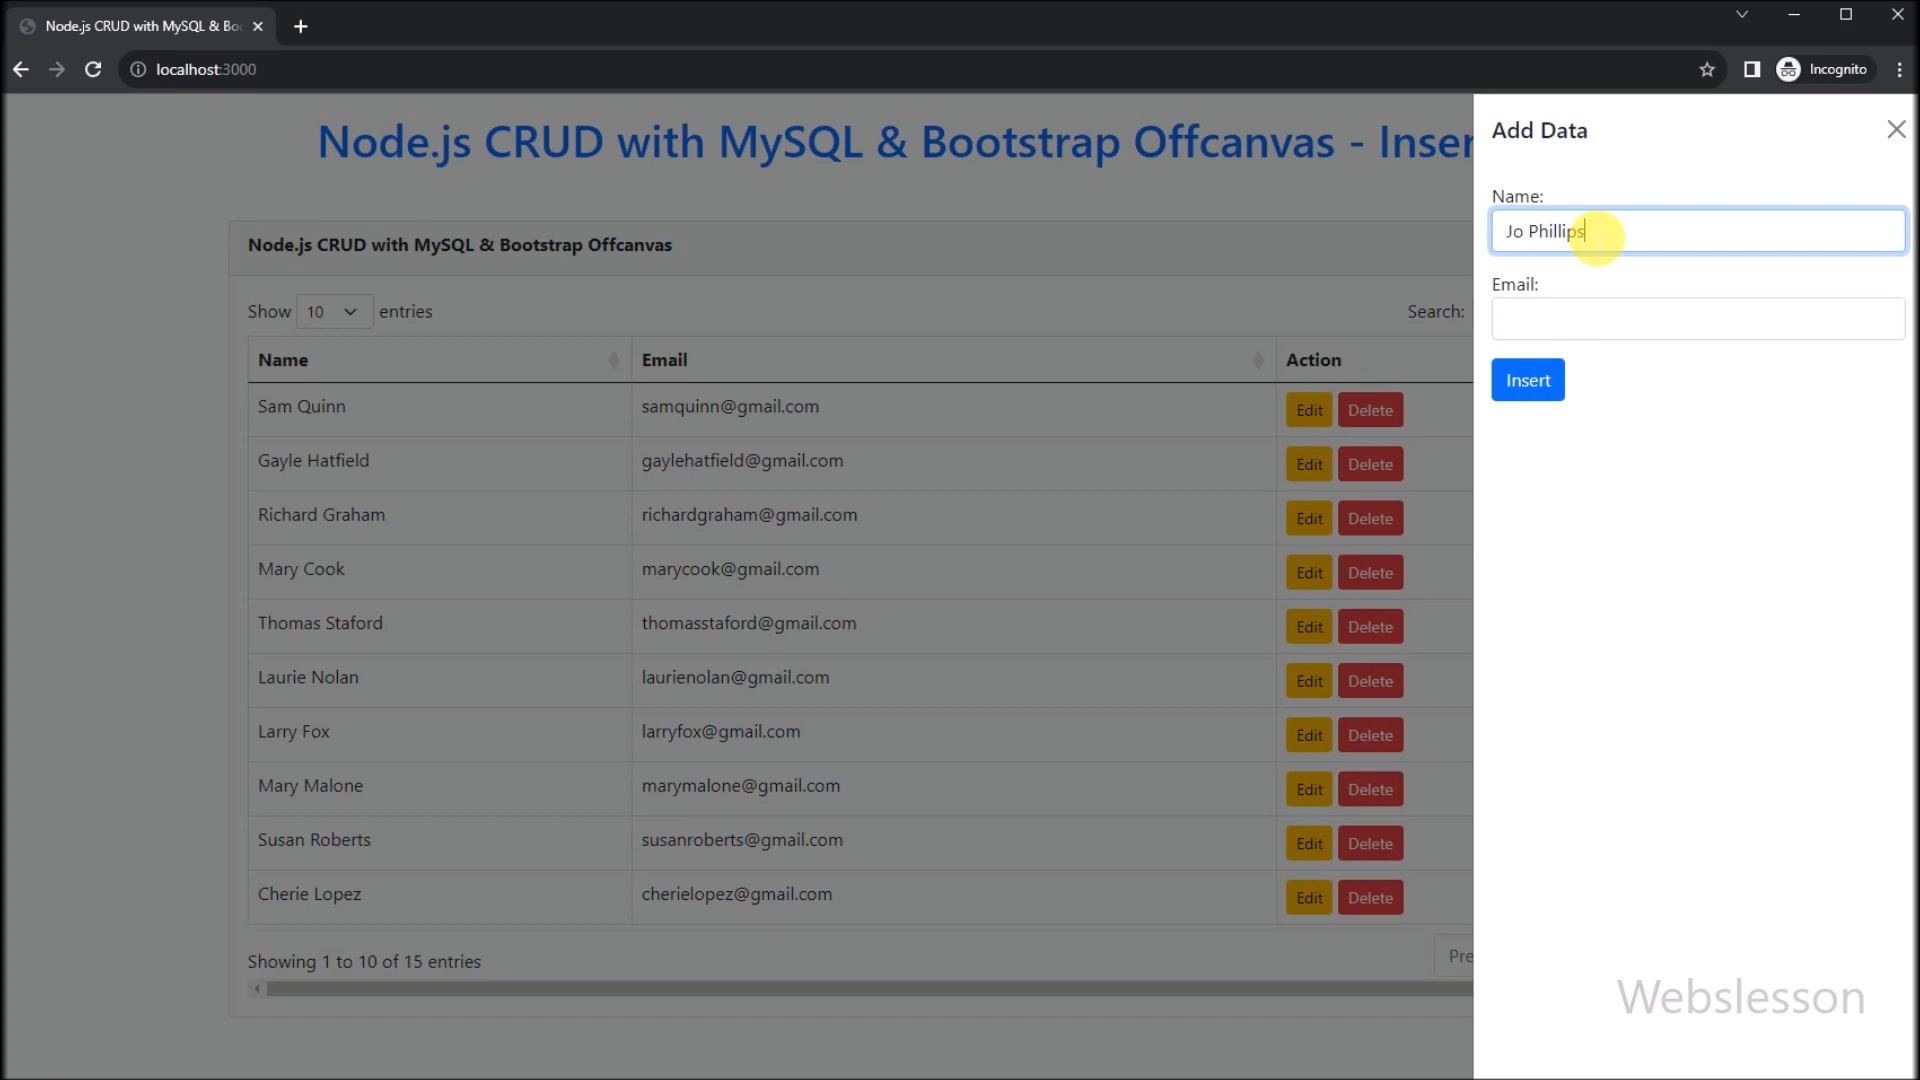 Node.js CRUD with MySQL & Bo
localhost:3000
Incognito
Node.js CRUD with MySQL & Bootstrap Offcanvas - Inser
Node.js CRUD with MySQL & Bootstrap Offcanvas
Show 10 entries
Search:
Name Email Action
Sam Quinn samquinn@gmail.com Edit Delete
Gayle Hatfield gaylehatfield@gmail.com Edit Delete
Richard Graham richardgraham@gmail.com Edit Delete
Mary Cook marycook@gmail.com Edit Delete
Thomas Staford thomasstaford@gmail.com Edit Delete
Laurie Nolan laurienolan@gmail.com Edit Delete
Larry Fox larryfox@gmail.com Edit Delete
Mary Malone marymalone@gmail.com Edit Delete
Susan Roberts susanroberts@gmail.com Edit Delete
Cherie Lopez cherielopez@gmail.com Edit Delete
Showing 1 to 10 of 15 entries
Pre
Add Data
Name:
Jo Phillips
Email:
Insert
Webslesson